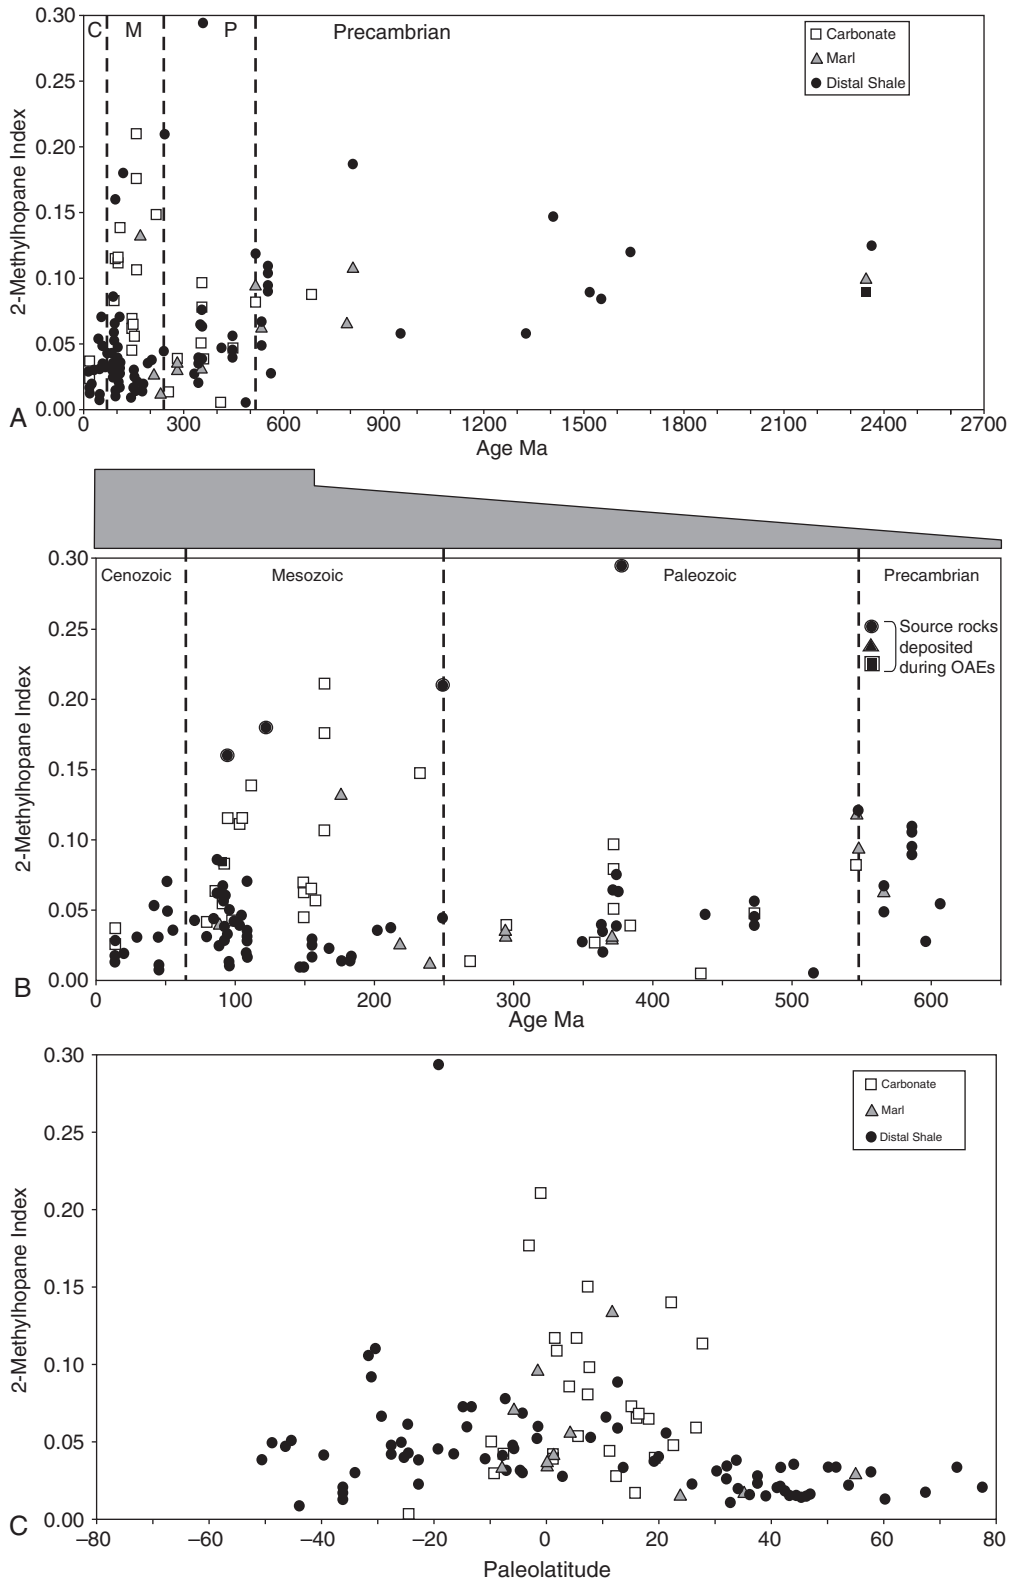 0.30
C
M
P
Precambrian
Carbonate
Marl
Distal Shale
0.25
0.20
0.15
0.10
0.05
0.00
2-Methylhopane Index
A
0 300 600 900 1200 1500 1800 2100 2400 2700
Age Ma
0.30
Cenozoic Mesozoic Paleozoic Precambrian
Source rocks
deposited
during OAEs
0.25
0.20
0.15
0.10
0.05
0.00
2-Methylhopane Index
B
0 100 200 300 400 500 600
Age Ma
0.30
Carbonate
Marl
Distal Shale
0.25
0.20
0.15
0.10
0.05
0.00
2-Methylhopane Index
C
–80 –60 –40 –20 0 20 40 60 80
Paleolatitude